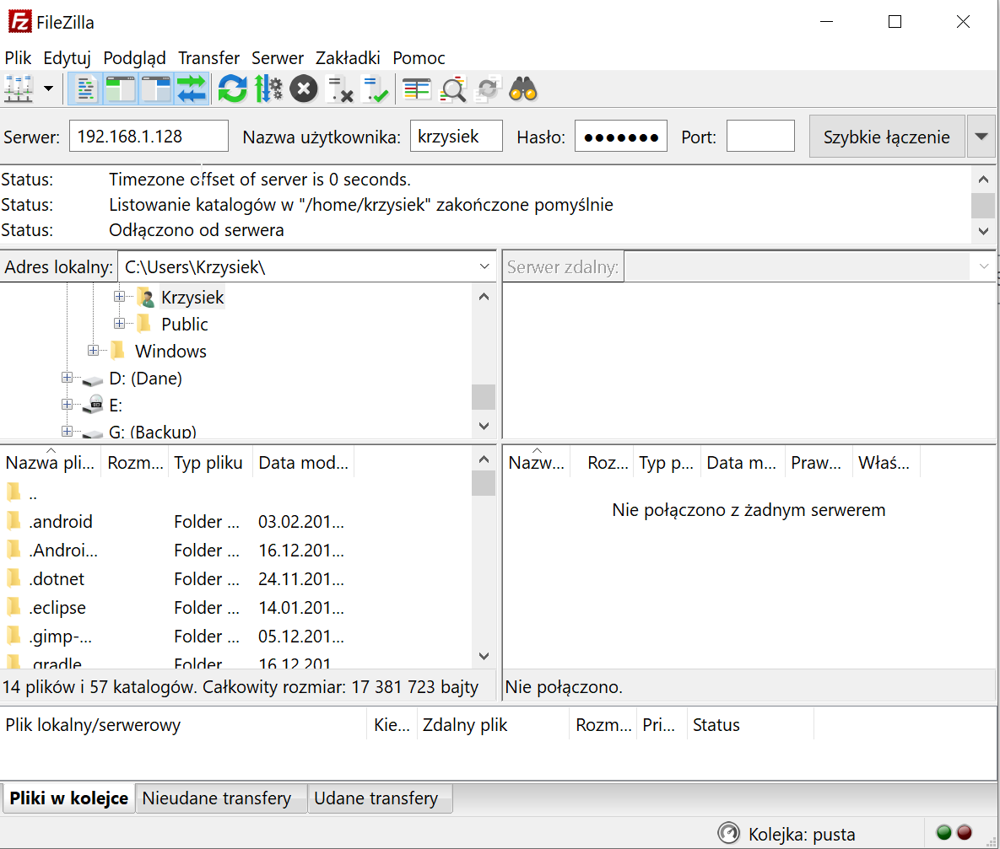 FileZilla
Plik Edytuj Podgląd Transfer Serwer Zakładki Pomoc
Serwer: 192.168.1.128 Nazwa użytkownika: krzysiek Hasło: ●●●●●●● Port: Szybkie łączenie
Status: Timezone offset of server is 0 seconds.
Status: Listowanie katalogów w "/home/krzysiek" zakończone pomyślnie
Status: Odłączono od serwera
Adres lokalny: C:\Users\Krzysiek\
Serwer zdalny:
Krzysiek
Public
Windows
D: (Dane)
E:
G: (Backup)
Nazwa pli... Rozm... Typ pliku Data mod...
..
.android Folder ... 03.02.201...
.Androi... Folder ... 16.12.201...
.dotnet Folder ... 24.11.201...
.eclipse Folder ... 14.01.201...
.gimp-... Folder ... 05.12.201...
.gradle Folder ... 16.12.201...
14 plików i 57 katalogów. Całkowity rozmiar: 17 381 723 bajty
Nazw... Roz... Typ p... Data m... Praw... Właś...
Nie połączono z żadnym serwerem
Nie połączono.
Plik lokalny/serwerowy Kie... Zdalny plik Rozm... Pri... Status
Pliki w kolejce Nieudane transfery Udane transfery
Kolejka: pusta